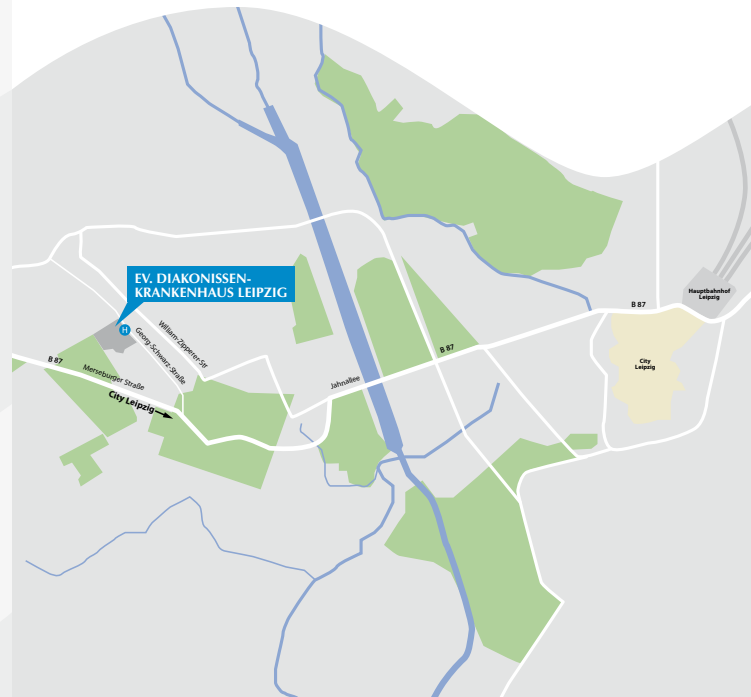 EV. DIAKONISSEN-
KRANKENHAUS LEIPZIG
H
William-Zipperer-Str
Georg-Schwarz-Straße
B 87
Merseburger Straße
City Leipzig
Jahnallee
B 87
B 87
Hauptbahnhof
Leipzig
City
Leipzig